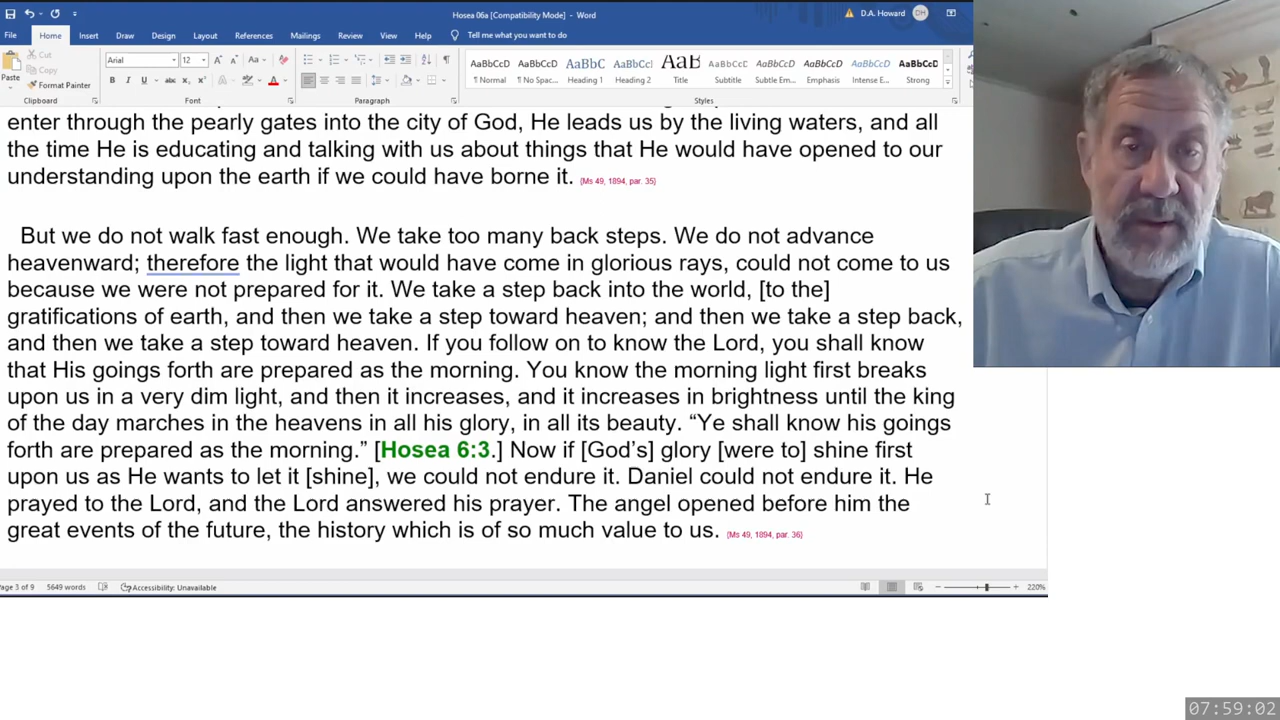 Hosea 06a [Compatibility Mode] - Word
D.A. Howard
DH
File Home Insert Draw Design Layout References Mailings Review View Help Tell me what you want to do
Paste
Cut
Copy
Format Painter
Clipboard
Arial 12
Font
Paragraph
AaBbCcD AaBbCcD AaBbC AaBbCcD AaB AaBbCcD AaBbCcD AaBbCcD AaBbCcD AaBbCcD
¶ Normal ¶ No Spac... Heading 1 Heading 2 Title Subtitle Subtle Em... Emphasis Intense E... Strong
Styles
enter through the pearly gates into the city of God, He leads us by the living waters, and all
the time He is educating and talking with us about things that He would have opened to our
understanding upon the earth if we could have borne it. {Ms 49, 1894, par. 35}
But we do not walk fast enough. We take too many back steps. We do not advance
heavenward; therefore the light that would have come in glorious rays, could not come to us
because we were not prepared for it. We take a step back into the world, [to the]
gratifications of earth, and then we take a step toward heaven; and then we take a step back,
and then we take a step toward heaven. If you follow on to know the Lord, you shall know
that His goings forth are prepared as the morning. You know the morning light first breaks
upon us in a very dim light, and then it increases, and it increases in brightness until the king
of the day marches in the heavens in all his glory, in all its beauty. “Ye shall know his goings
forth are prepared as the morning.” [Hosea 6:3.] Now if [God’s] glory [were to] shine first
upon us as He wants to let it [shine], we could not endure it. Daniel could not endure it. He
prayed to the Lord, and the Lord answered his prayer. The angel opened before him the
great events of the future, the history which is of so much value to us. {Ms 49, 1894, par. 36}
age 3 of 9 5649 words Accessibility: Unavailable 220%
07:59:02